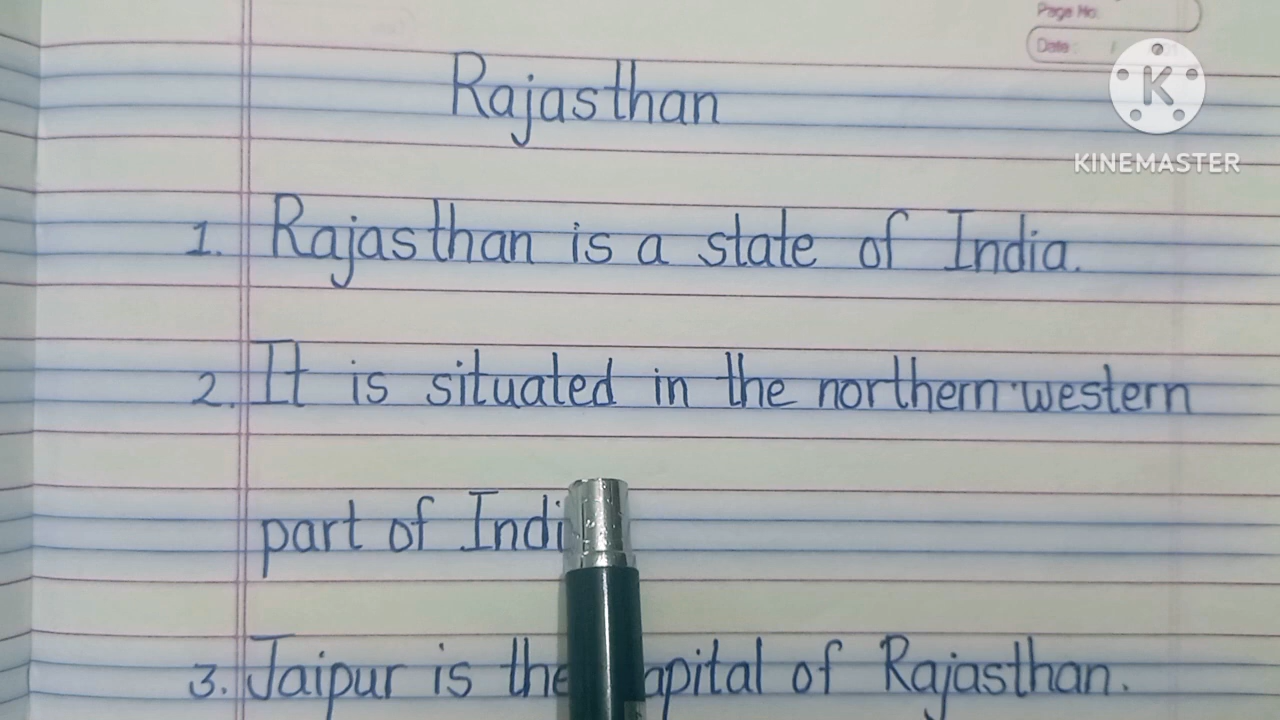 Page No.
Date: /
K
KINEMASTER
Rajasthan
1. Rajasthan is a state of India.
2. It is situated in the northern-western
part of Indi
3. Jaipur is the apital of Rajasthan.